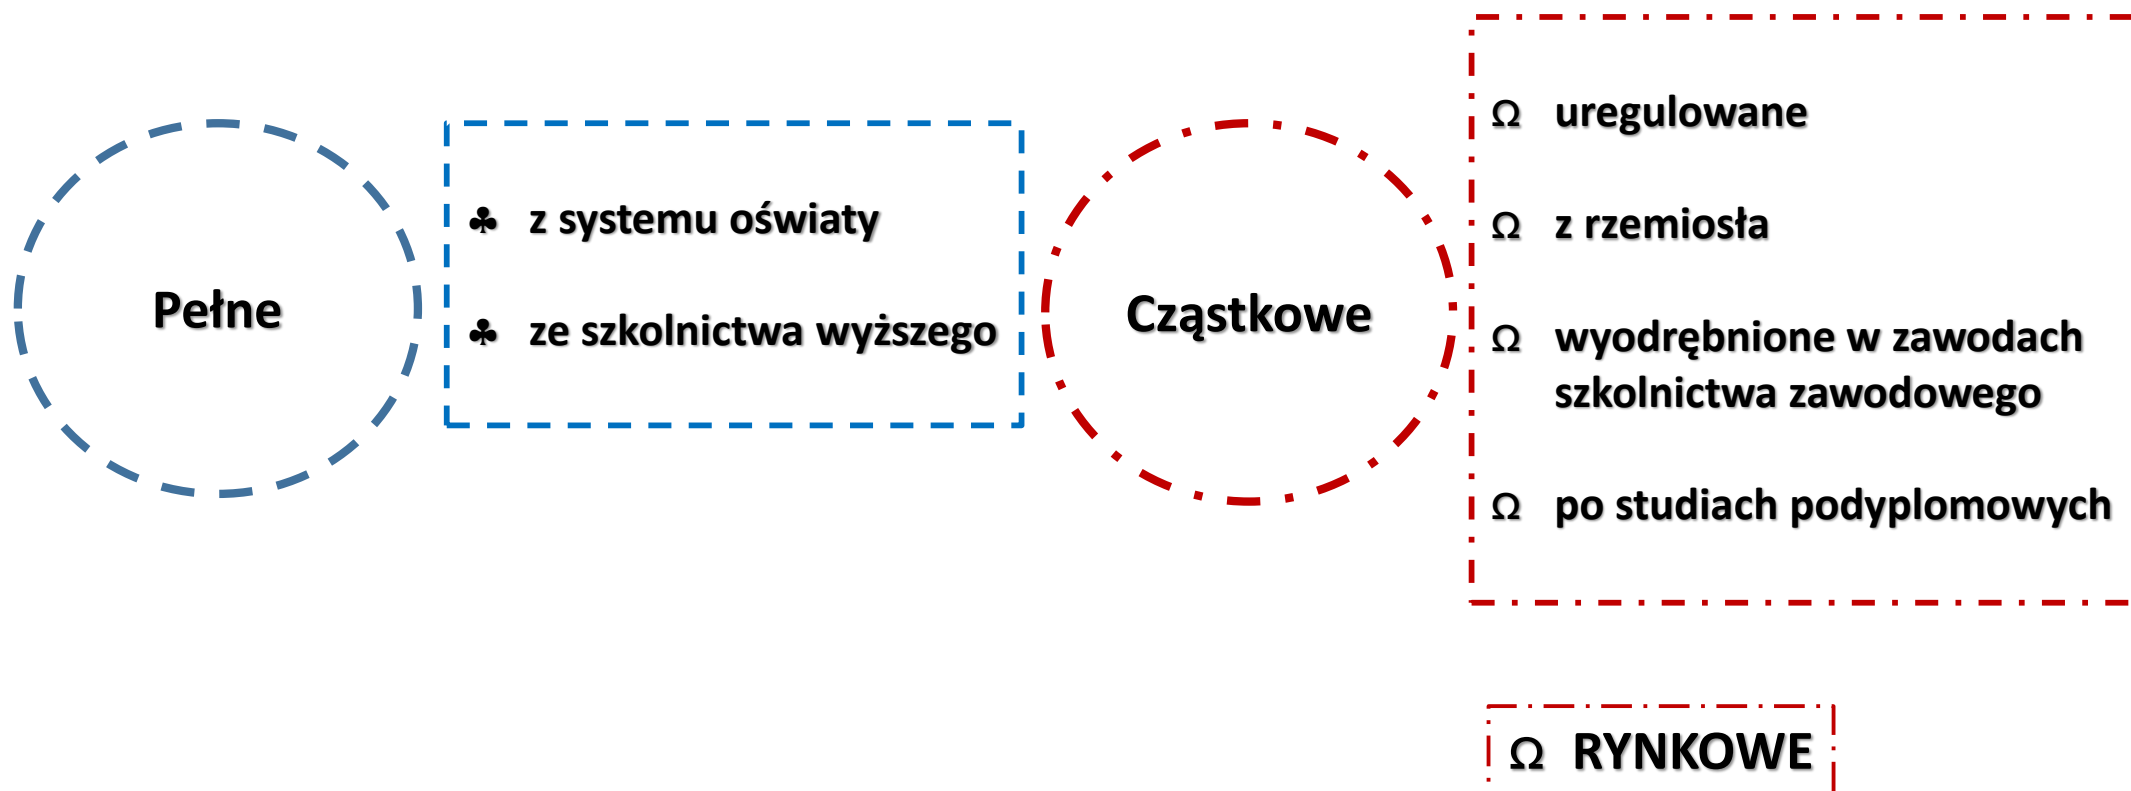 Pełne
♣ z systemu oświaty
♣ ze szkolnictwa wyższego
Cząstkowe
Ω uregulowane
Ω z rzemiosła
Ω wyodrębnione w zawodach
szkolnictwa zawodowego
Ω po studiach podyplomowych
Ω RYNKOWE